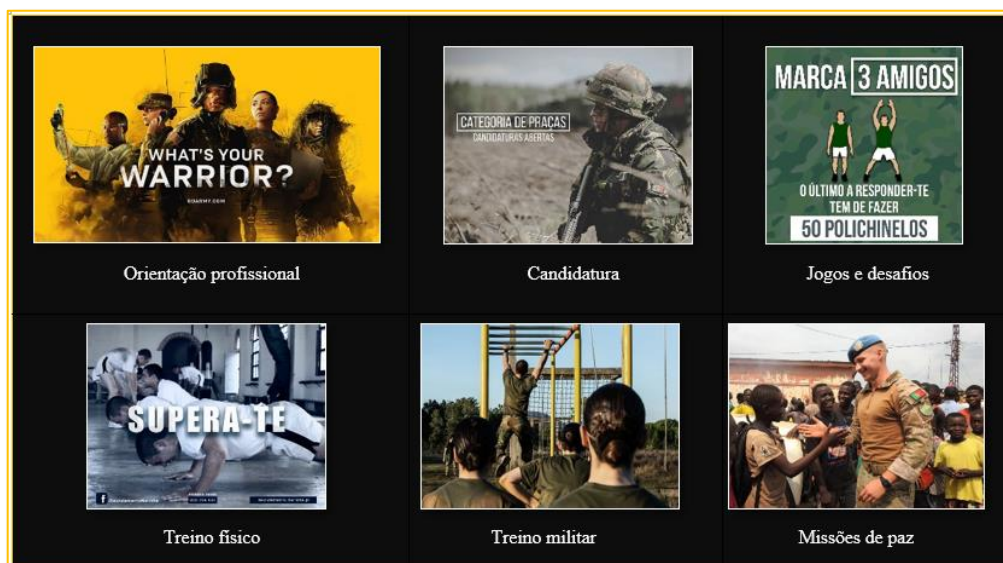 WHAT'S YOUR
WARRIOR?
GOARMY.COM
CATEGORIA DE PRAÇAS
CANDIDATURAS ABERTAS
MARCA 3 AMIGOS
O ÚLTIMO A RESPONDER-TE
TEM DE FAZER
50 POLICHINELOS
Orientação profissional
Candidatura
Jogos e desafios
SUPERA-TE
Treino físico
Treino militar
Missões de paz